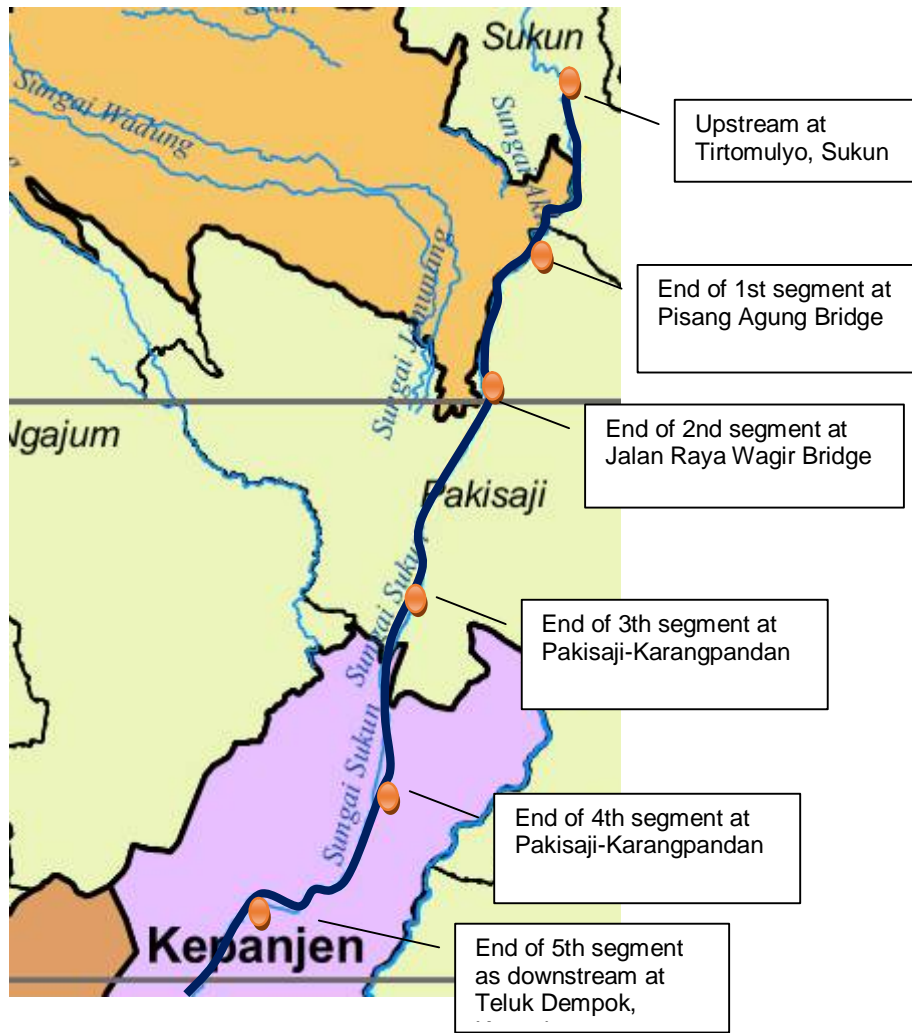 Sukun
Sungai Wadung
Sungai
Upstream at
Tirtomulyo, Sukun
End of 1st segment at
Pisang Agung Bridge
Sungai
End of 2nd segment at
Jalan Raya Wagir Bridge
Ngajum
Pakisaji
Sungai Sukun
End of 3th segment at
Pakisaji-Karangpandan
Sungai Sukun
End of 4th segment at
Pakisaji-Karangpandan
Kepanjen
End of 5th segment
as downstream at
Teluk Dempok,